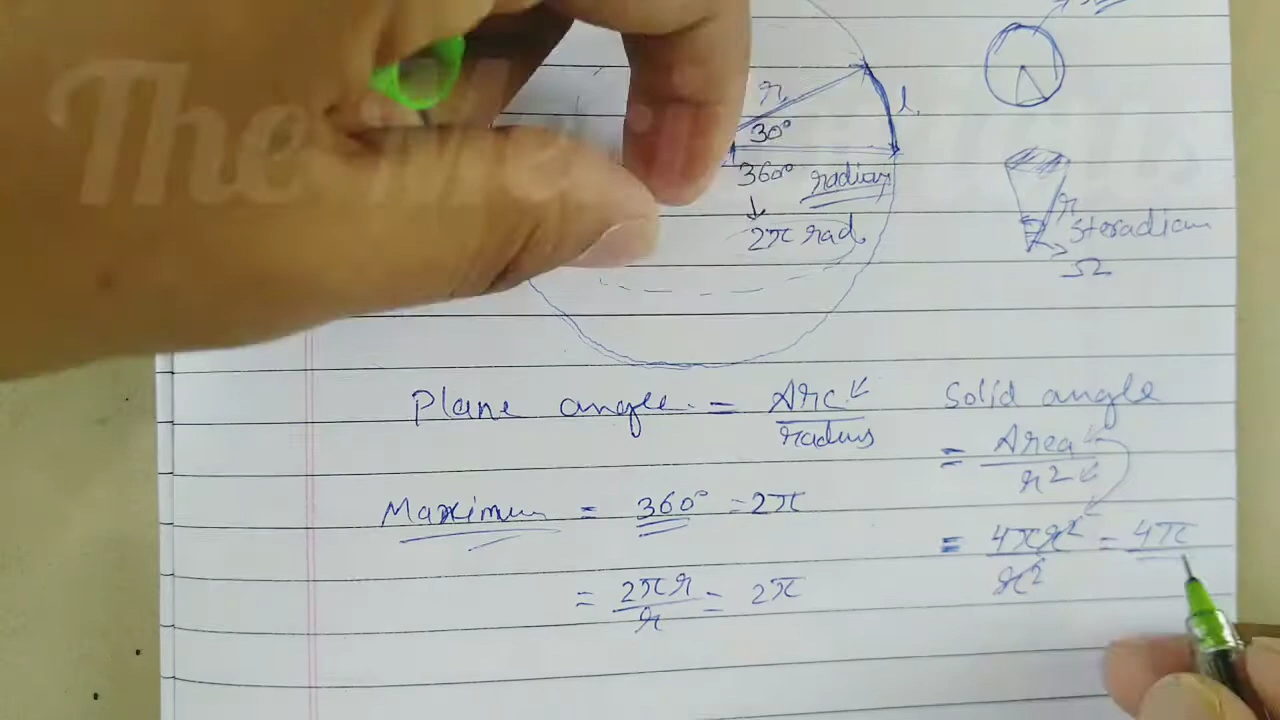 r
l
30°
360° radian
↓
2π rad
r
steradian
Ω
Plane angle = Arc / radius
Solid angle
= Area / r²
Maximum = 360° = 2π
= 4πr² / r² = 4π
= 2πr / r = 2π